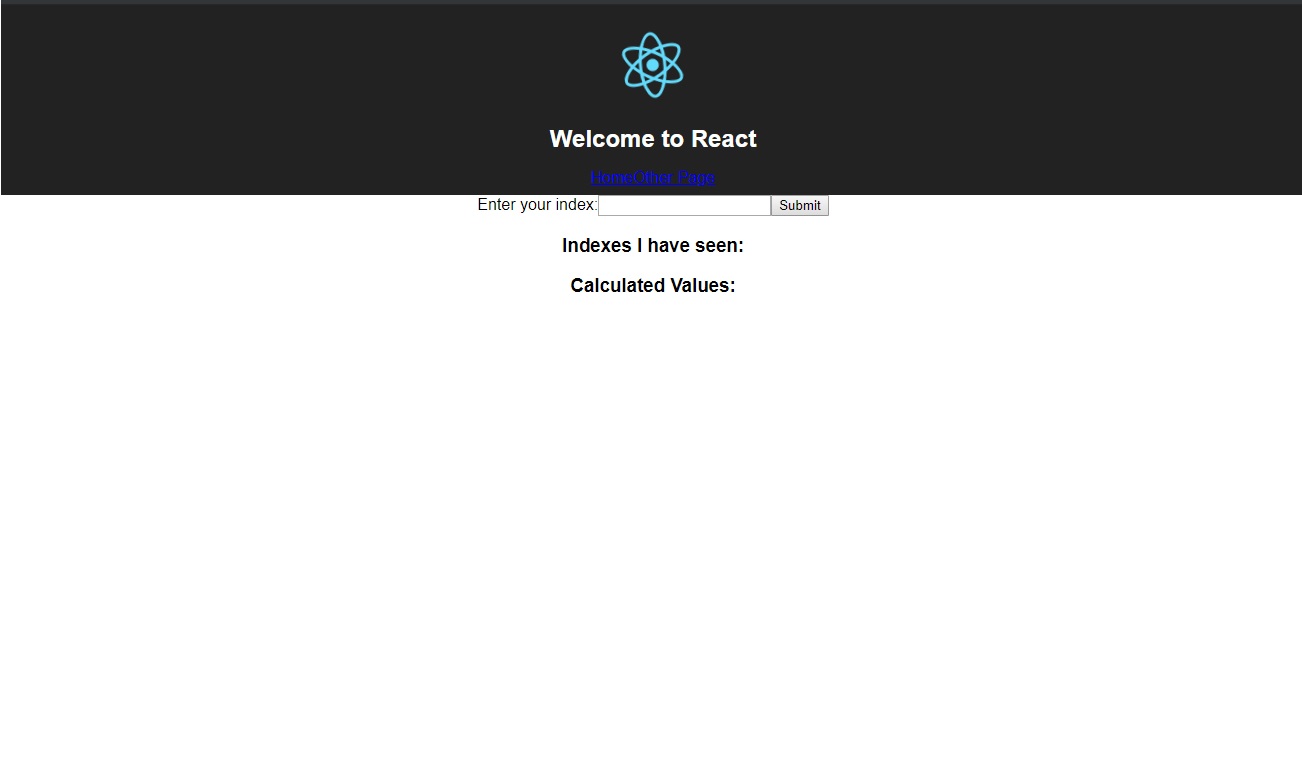 Welcome to React
HomeOther Page
Enter your index: Submit
Indexes I have seen:
Calculated Values: